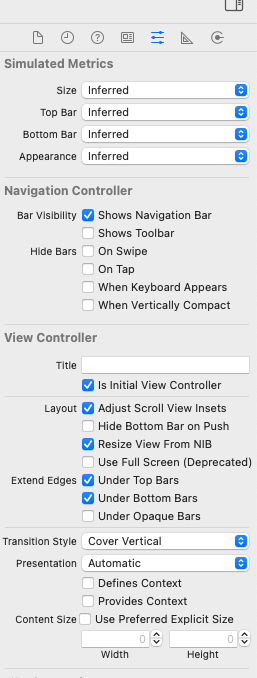 Simulated Metrics
Size Inferred
Top Bar Inferred
Bottom Bar Inferred
Appearance Inferred
Navigation Controller
Bar Visibility Shows Navigation Bar
Shows Toolbar
Hide Bars On Swipe
On Tap
When Keyboard Appears
When Vertically Compact
View Controller
Title
Is Initial View Controller
Layout Adjust Scroll View Insets
Hide Bottom Bar on Push
Resize View From NIB
Use Full Screen (Deprecated)
Extend Edges Under Top Bars
Under Bottom Bars
Under Opaque Bars
Transition Style Cover Vertical
Presentation Automatic
Defines Context
Provides Context
Content Size Use Preferred Explicit Size
0 0
Width Height